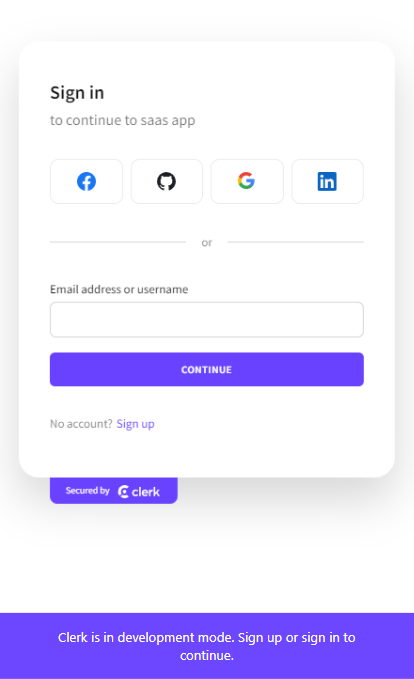 Sign in
to continue to saas app
or
Email address or username
CONTINUE
No account? Sign up
Secured by clerk
Clerk is in development mode. Sign up or sign in to
continue.